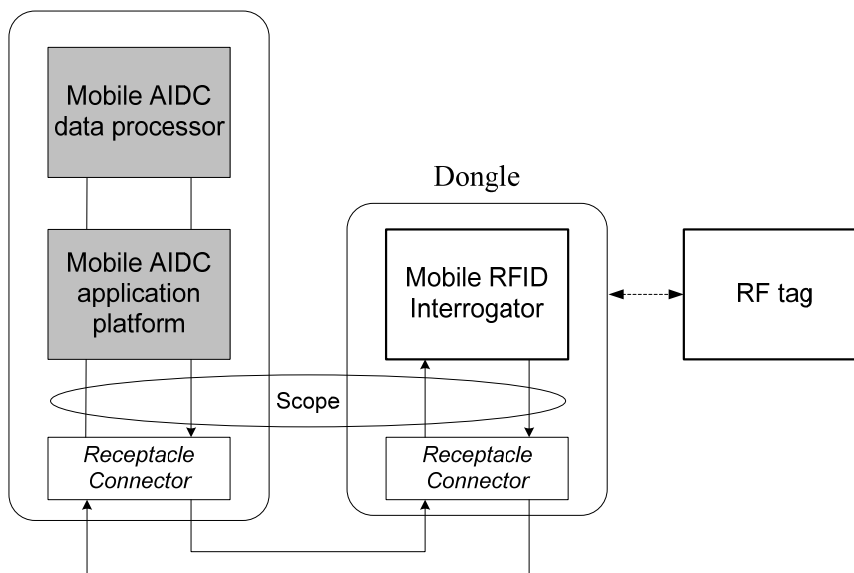 Mobile AIDC
data processor
Mobile AIDC
application
platform
Receptacle
Connector
Scope
Dongle
Mobile RFID
Interrogator
Receptacle
Connector
RF tag